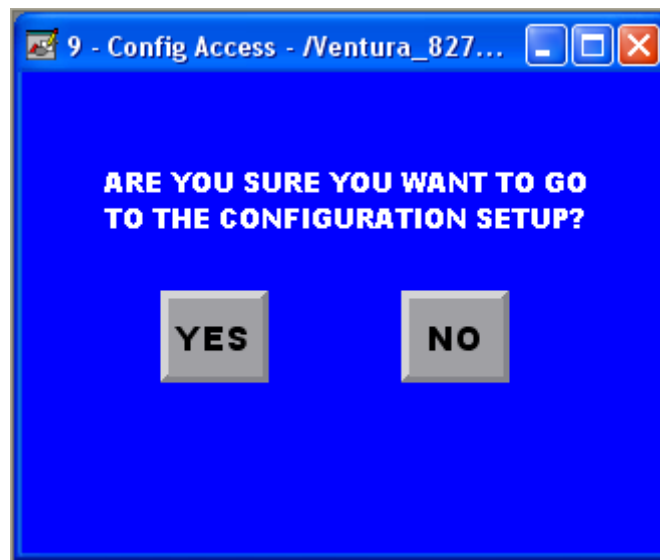 9 - Config Access - /Ventura_827...
ARE YOU SURE YOU WANT TO GO
TO THE CONFIGURATION SETUP?
YES NO